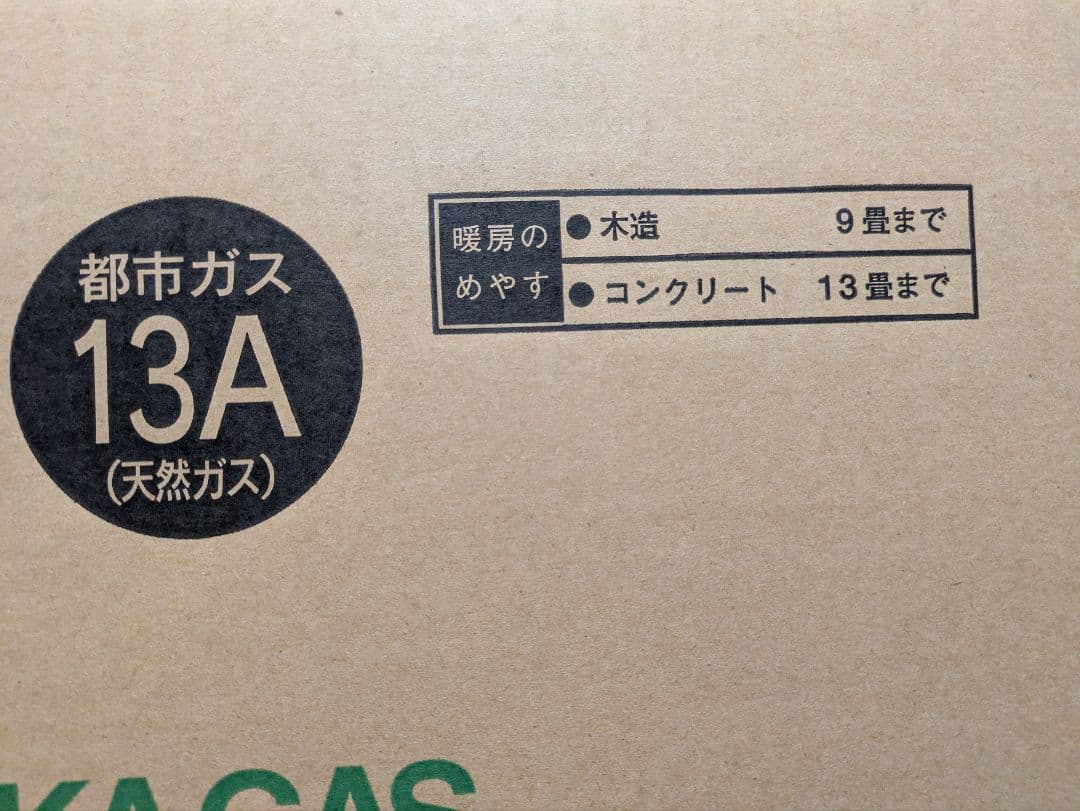 都市ガス
13A
(天然ガス)
暖房の
めやす
●木造 9畳まで
●コンクリート 13畳まで
GAS